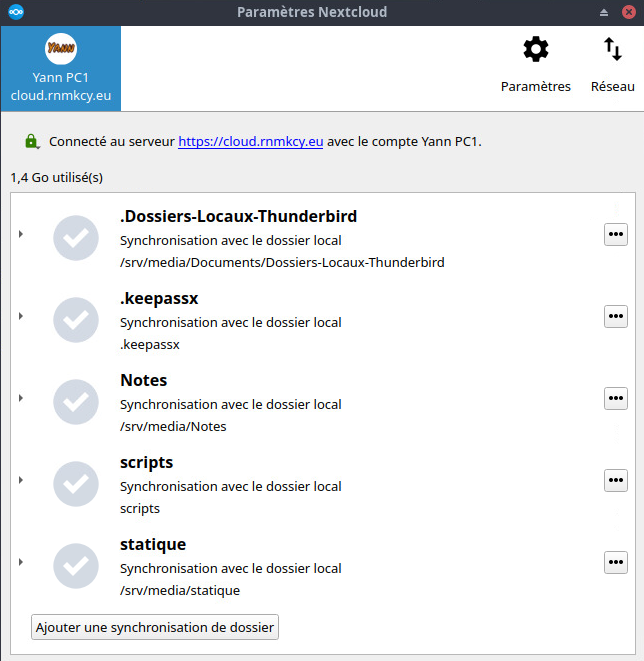 Paramètres Nextcloud
Yann
Yann PC1
cloud.rnmkcy.eu
Paramètres
Réseau
Connecté au serveur https://cloud.rnmkcy.eu avec le compte Yann PC1.
1,4 Go utilisé(s)
.Dossiers-Locaux-Thunderbird
Synchronisation avec le dossier local
/srv/media/Documents/Dossiers-Locaux-Thunderbird
.keepassx
Synchronisation avec le dossier local
.keepassx
Notes
Synchronisation avec le dossier local
/srv/media/Notes
scripts
Synchronisation avec le dossier local
scripts
statique
Synchronisation avec le dossier local
/srv/media/statique
Ajouter une synchronisation de dossier